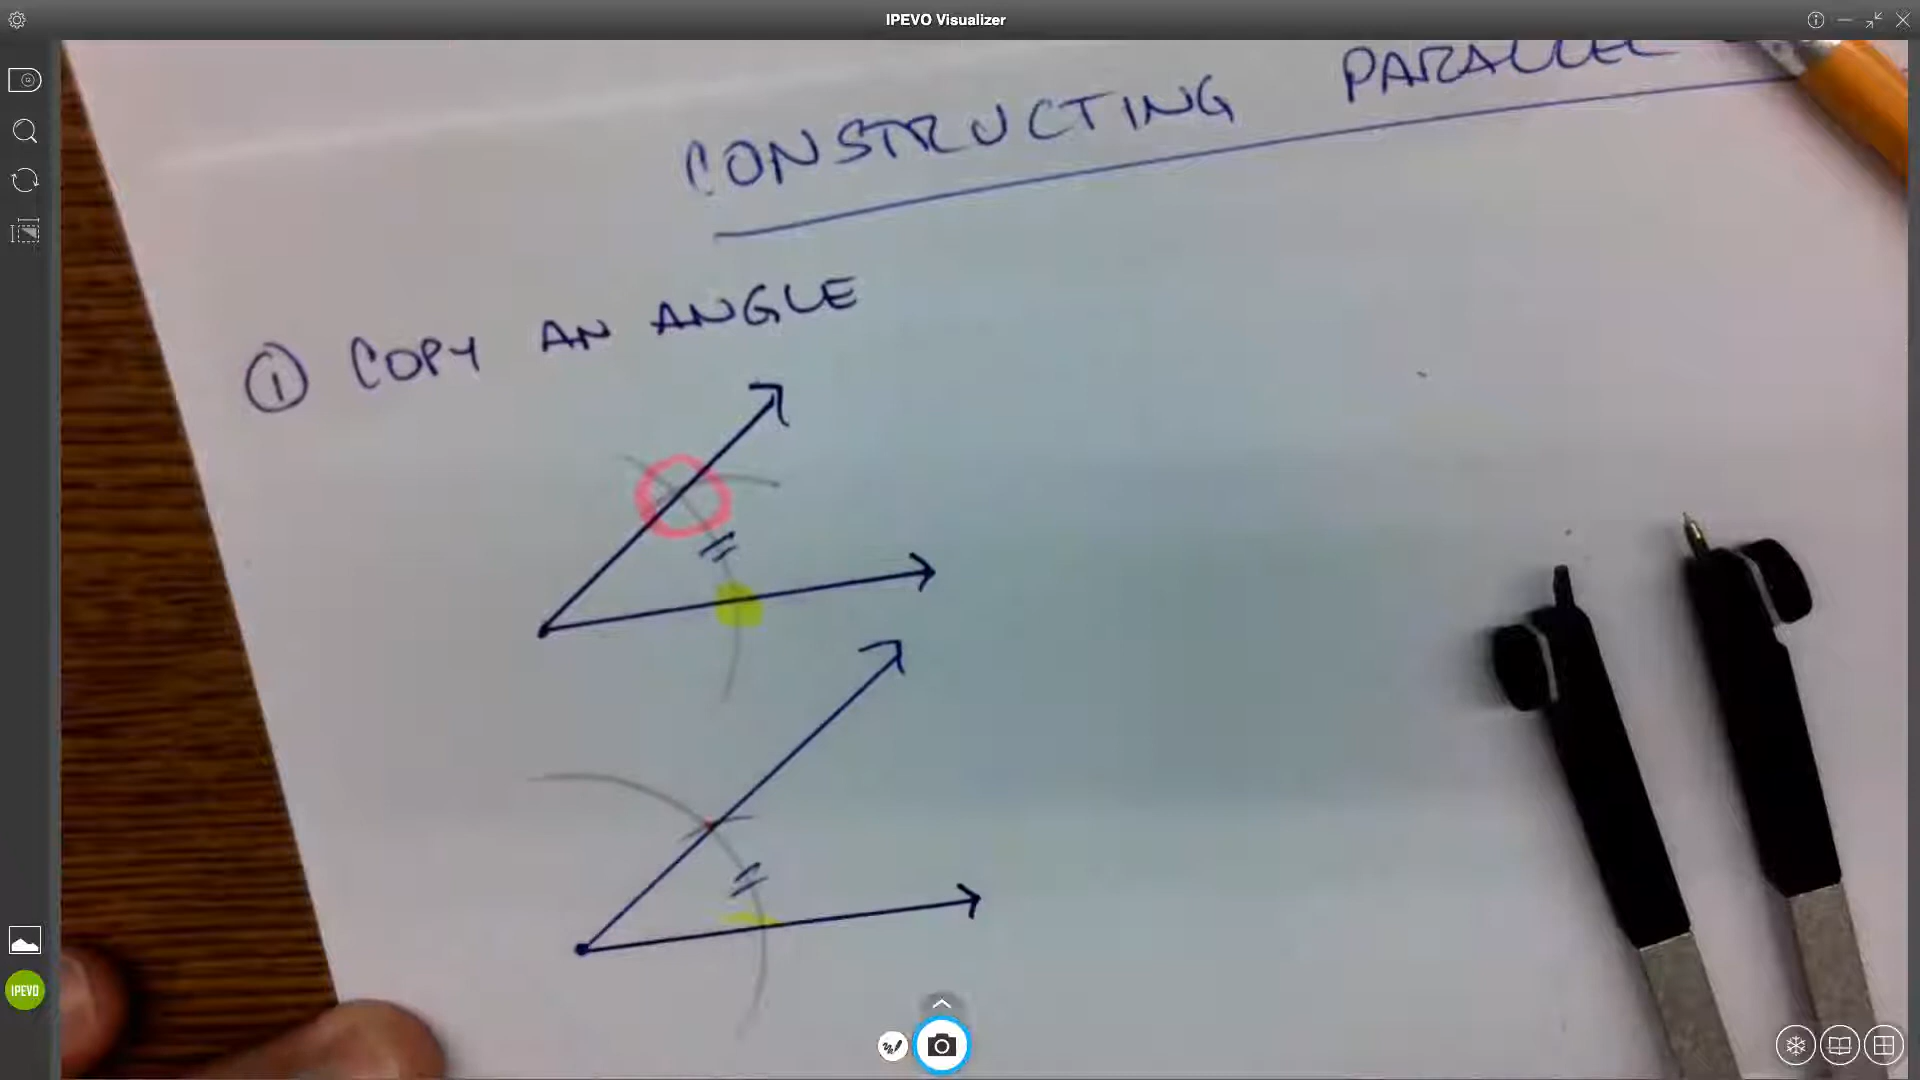 IPEVO Visualizer
CONSTRUCTING PARALLEL
① COPY AN ANGLE
IPEVO